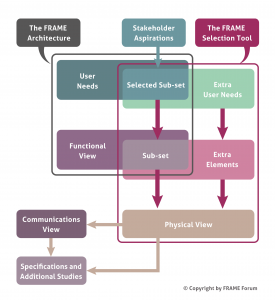 The FRAME
Architecture
Stakeholder
Aspirations
The FRAME
Selection Tool
User
Needs
Selected Sub-set
Extra
User Needs
Functional
View
Sub-set
Extra
Elements
Communications
View
Physical View
Specifications and
Additional Studies
© Copyright by FRAME Forum